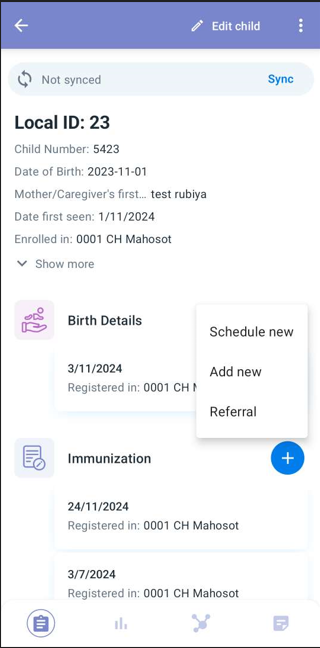 Edit child
Not synced
Sync
Local ID: 23
Child Number: 5423
Date of Birth: 2023-11-01
Mother/Caregiver's first... test rubiya
Date first seen: 1/11/2024
Enrolled in: 0001 CH Mahosot
Show more
Birth Details
Schedule new
Add new
Referral
3/11/2024
Registered in: 0001 CH
Immunization
24/11/2024
Registered in: 0001 CH Mahosot
3/7/2024
Registered in: 0001 CH Mahosot